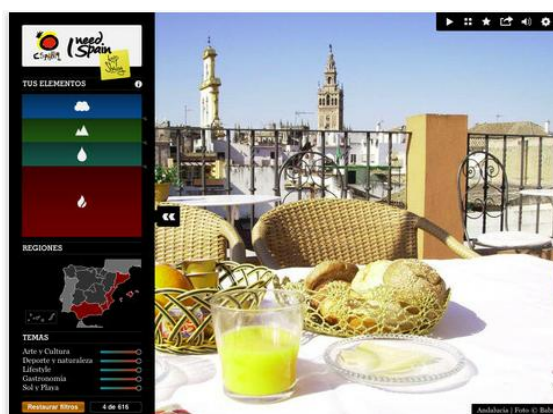 España
I need
Spain
TUS ELEMENTOS
REGIONES
TEMAS
Arte y Cultura
Deporte y naturaleza
Lifestyle
Gastronomía
Sol y Playa
Restaurar filtros
4 de 616
Andalucía | Foto ©